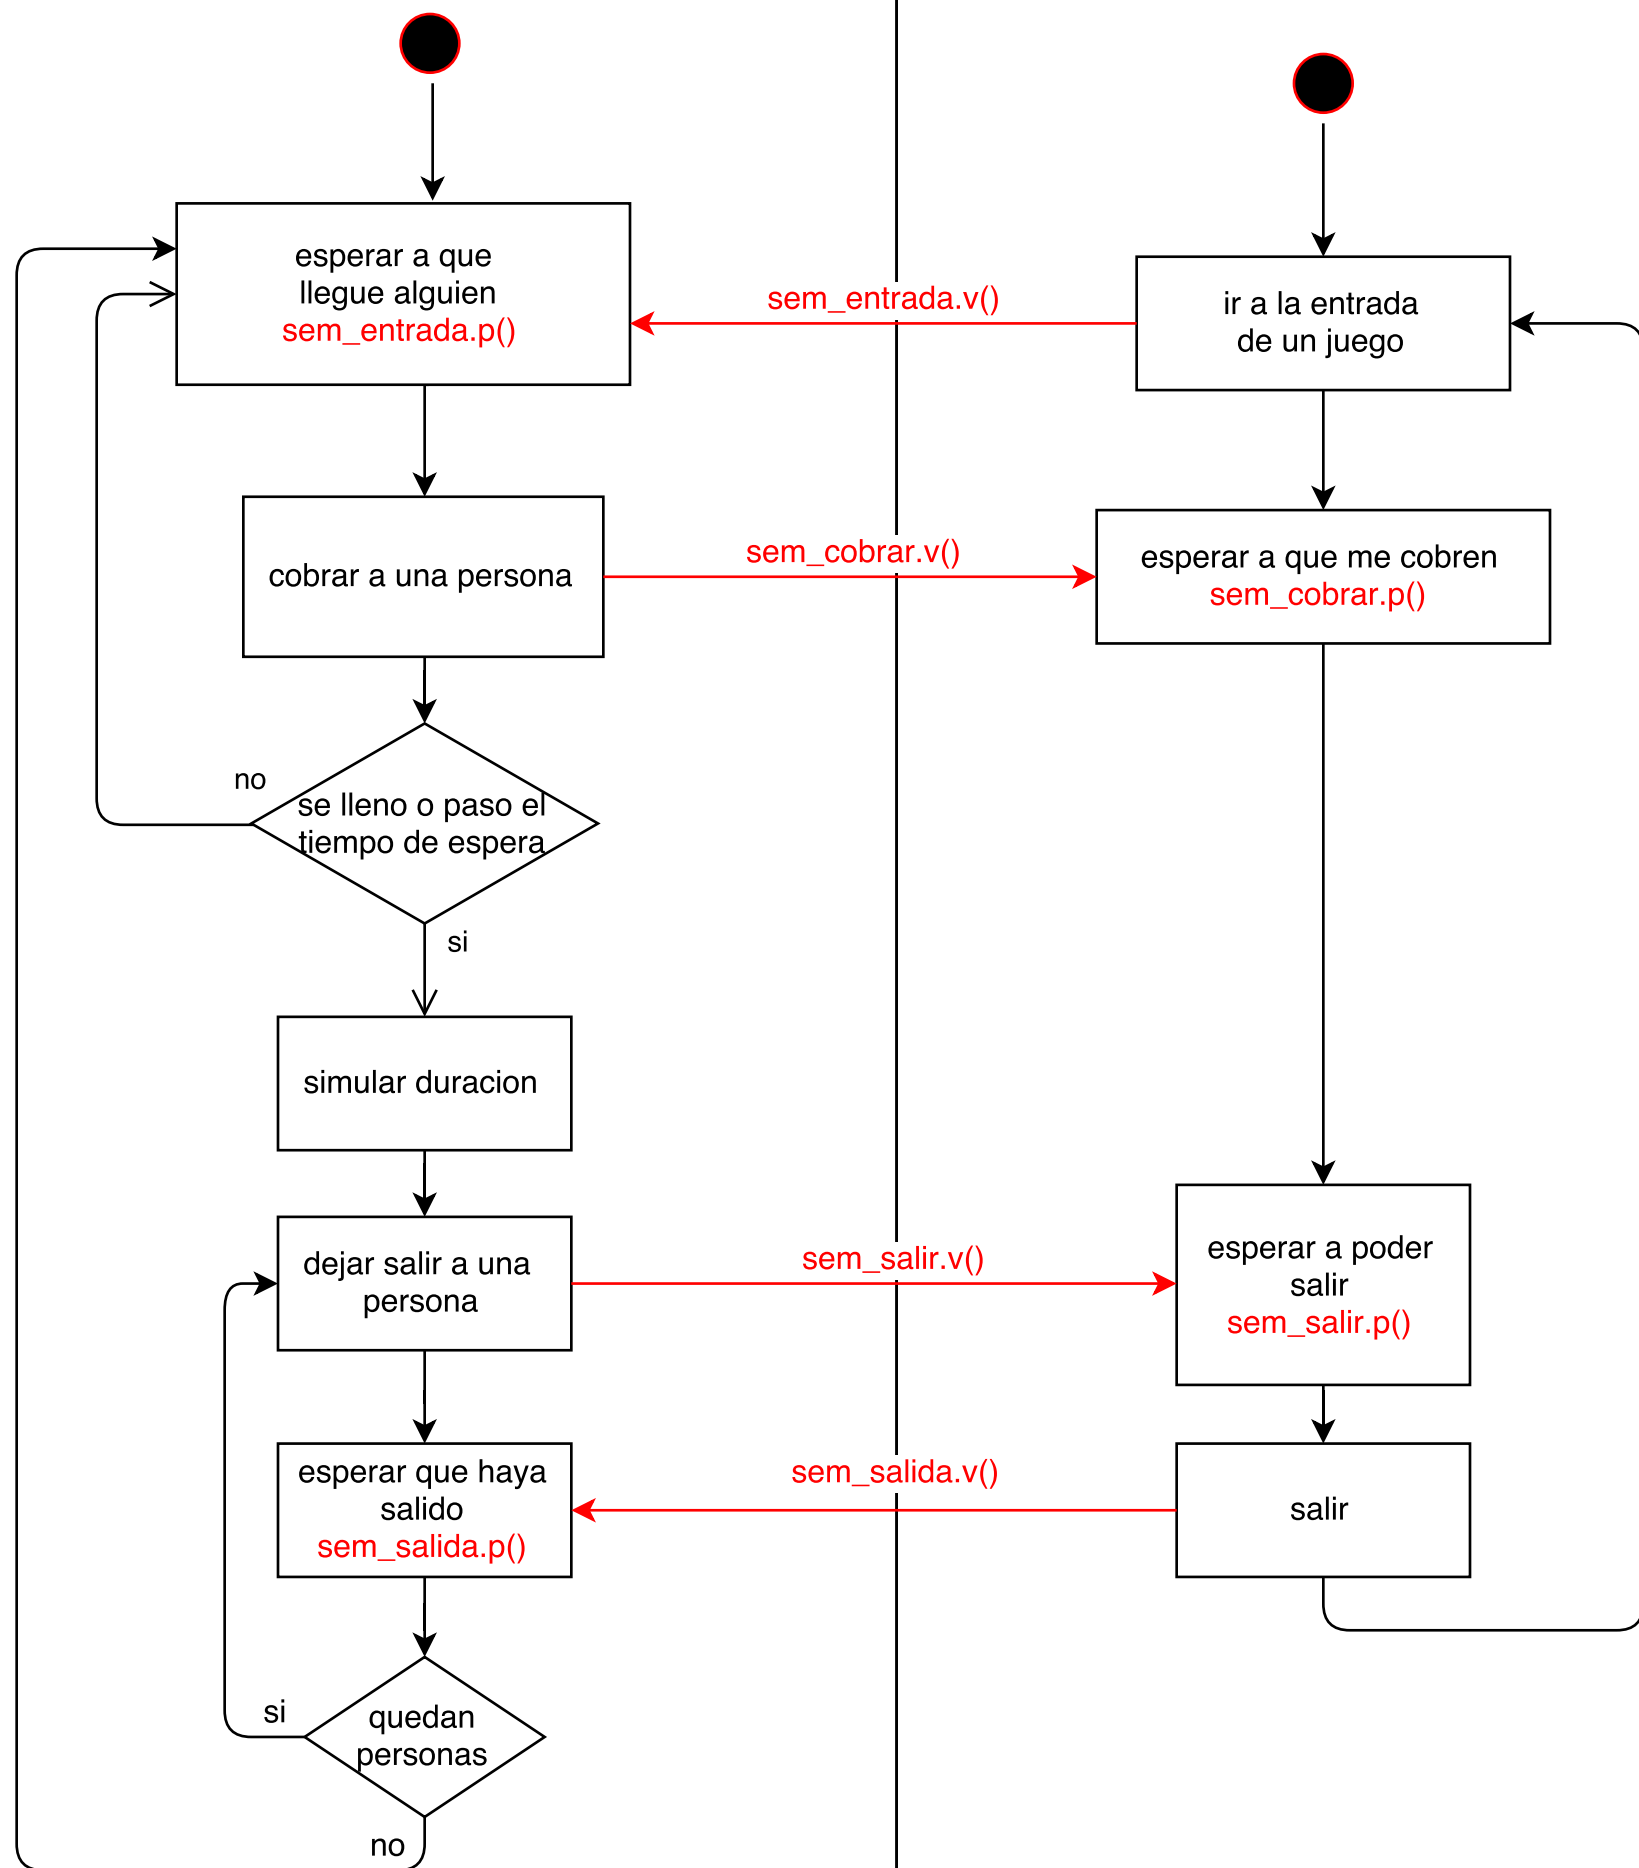 esperar a que
llegue alguien
sem_entrada.p()
sem_entrada.v()
ir a la entrada
de un juego
cobrar a una persona
sem_cobrar.v()
esperar a que me cobren
sem_cobrar.p()
no
se lleno o paso el
tiempo de espera
si
simular duracion
dejar salir a una
persona
sem_salir.v()
esperar a poder
salir
sem_salir.p()
esperar que haya
salido
sem_salida.p()
sem_salida.v()
salir
si
quedan
personas
no